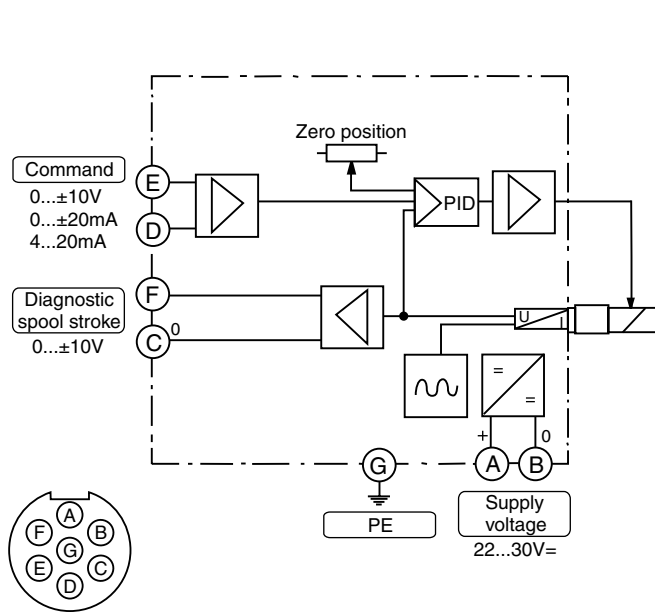 Zero position
Command
E
0...±10V
0...±20mA
4...20mA
D
PID
F
Diagnostic
spool stroke
0...±10V
C
0
U
I
=
=
+
0
G
A
B
PE
Supply
voltage
22...30V=
A
F
B
G
E
C
D